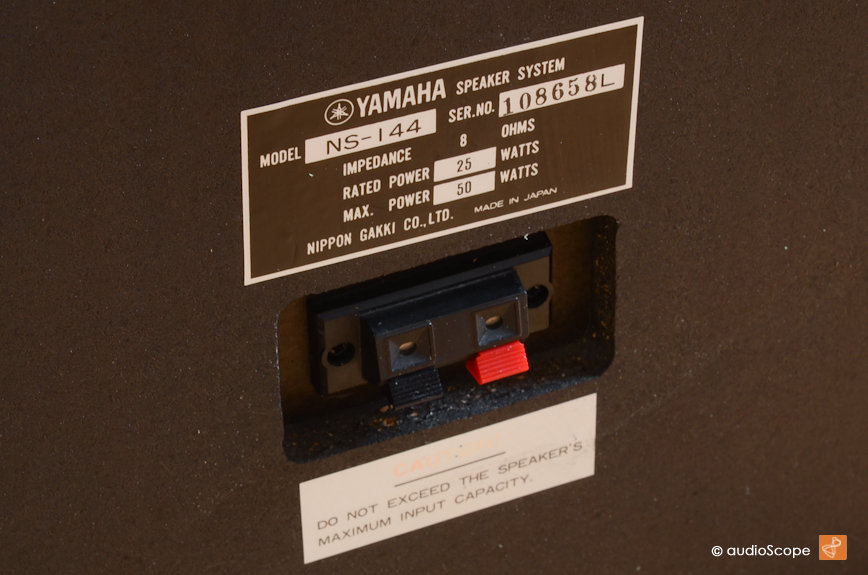 YAMAHA SPEAKER SYSTEM
MODEL NS-144 SER.NO. 108658L
IMPEDANCE 8 OHMS
RATED POWER 25 WATTS
MAX. POWER 50 WATTS
NIPPON GAKKI CO., LTD. MADE IN JAPAN
CAUTION
DO NOT EXCEED THE SPEAKER'S
MAXIMUM INPUT CAPACITY.
© audioScope